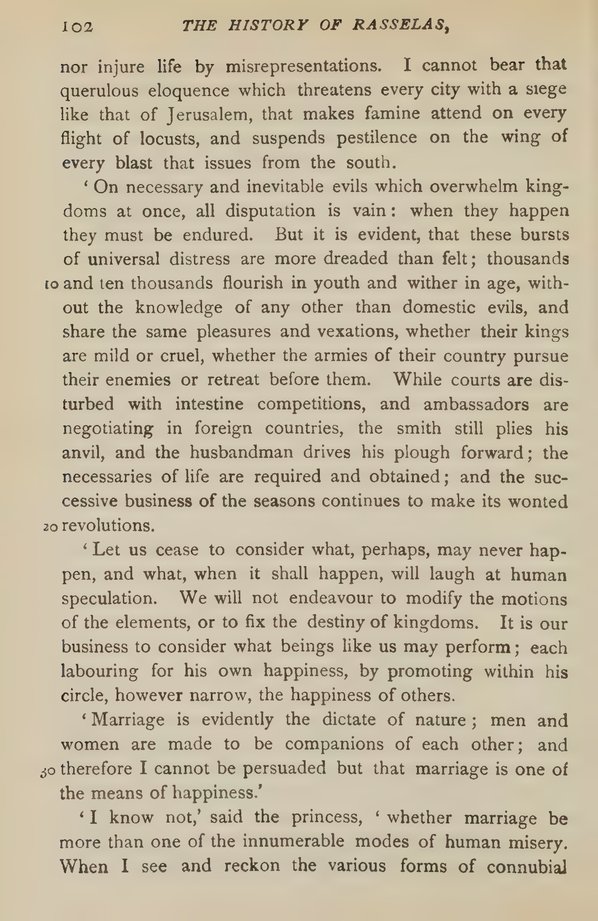 102 THE HISTORY OF RASSELAS,
nor injure life by misrepresentations. I cannot bear that
querulous eloquence which threatens every city with a siege
like that of Jerusalem, that makes famine attend on every
flight of locusts, and suspends pestilence on the wing of
every blast that issues from the south.
‘ On necessary and inevitable evils which overwhelm king-
doms at once, all disputation is vain : when they happen
they must be endured. But it is evident, that these bursts
of universal distress are more dreaded than felt ; thousands
10 and ten thousands flourish in youth and wither in age, with-
out the knowledge of any other than domestic evils, and
share the same pleasures and vexations, whether their kings
are mild or cruel, whether the armies of their country pursue
their enemies or retreat before them. While courts are dis-
turbed with intestine competitions, and ambassadors are
negotiating in foreign countries, the smith still plies his
anvil, and the husbandman drives his plough forward ; the
necessaries of life are required and obtained ; and the suc-
cessive business of the seasons continues to make its wonted
20 revolutions.
‘ Let us cease to consider what, perhaps, may never hap-
pen, and what, when it shall happen, will laugh at human
speculation. We will not endeavour to modify the motions
of the elements, or to fix the destiny of kingdoms. It is our
business to consider what beings like us may perform ; each
labouring for his own happiness, by promoting within his
circle, however narrow, the happiness of others.
‘ Marriage is evidently the dictate of nature ; men and
women are made to be companions of each other ; and
30 therefore I cannot be persuaded but that marriage is one of
the means of happiness.’
‘ I know not,’ said the princess, ‘ whether marriage be
more than one of the innumerable modes of human misery.
When I see and reckon the various forms of connubial